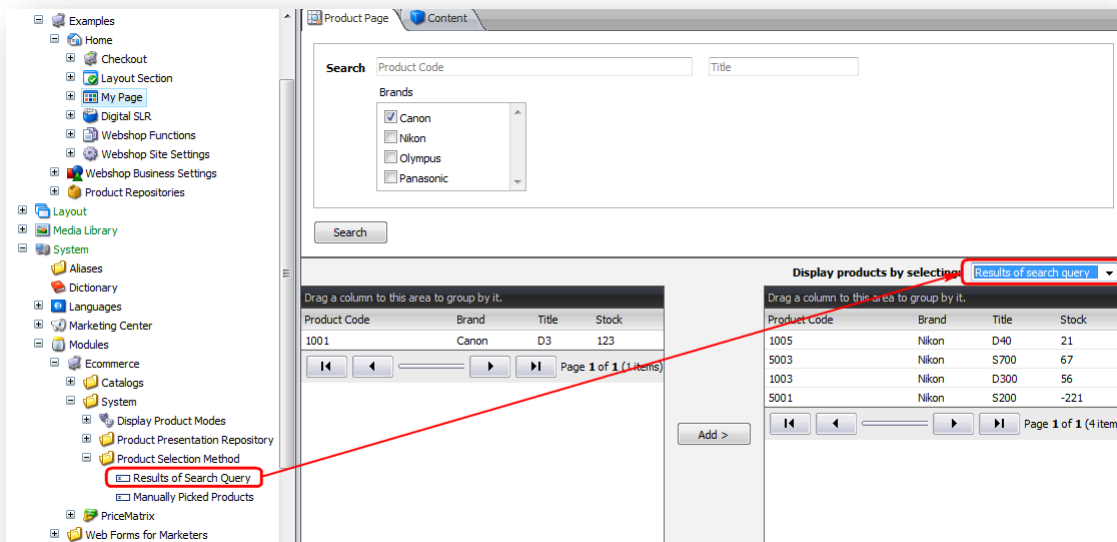 Examples
Home
Checkout
Layout Section
My Page
Digital SLR
Webshop Functions
Webshop Site Settings
Webshop Business Settings
Product Repositories
Layout
Media Library
System
Aliases
Dictionary
Languages
Marketing Center
Modules
Ecommerce
Catalogs
System
Display Product Modes
Product Presentation Repository
Product Selection Method
Results of Search Query
Manually Picked Products
PriceMatrix
Web Forms for Marketers
Product Page Content
Search Product Code Title
Brands
Canon
Nikon
Olympus
Panasonic
Search
Display products by selecting: Results of search query
Drag a column to this area to group by it.
Product Code Brand Title Stock
1001 Canon D3 123
Page 1 of 1 (1 items)
Add >
Drag a column to this area to group by it.
Product Code Brand Title Stock
1005 Nikon D40 21
5003 Nikon S700 67
1003 Nikon D300 56
5001 Nikon S200 -221
Page 1 of 1 (4 item